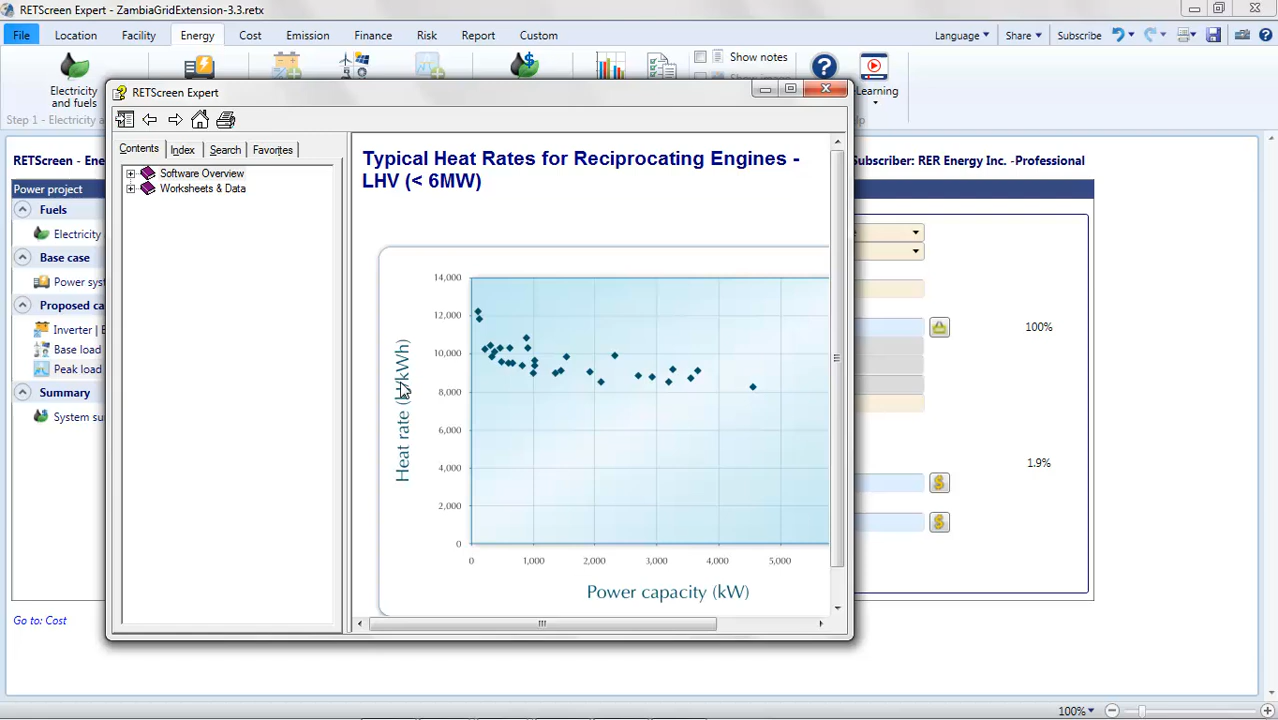 RETScreen Expert - ZambiaGridExtension-3.3.retx
File Location Facility Energy Cost Emission Finance Risk Report Custom Language Share Subscribe
Electricity
and fuels
Show notes
Learning
Step 1 - Electricity a
RETScreen Expert
Contents Index Search Favorites
Software Overview
Worksheets & Data
Typical Heat Rates for Reciprocating Engines -
LHV (< 6MW)
14,000
12,000
10,000
8,000
6,000
4,000
2,000
0
Heat rate (kJ/kWh)
0 1,000 2,000 3,000 4,000 5,000
Power capacity (kW)
RETScreen - Ene
Subscriber: RER Energy Inc. -Professional
Power project
Fuels
Electricity
Base case
Power sys
Proposed ca
Inverter | B
Base load
Peak load
Summary
System su
100%
1.9%
Go to: Cost
100%